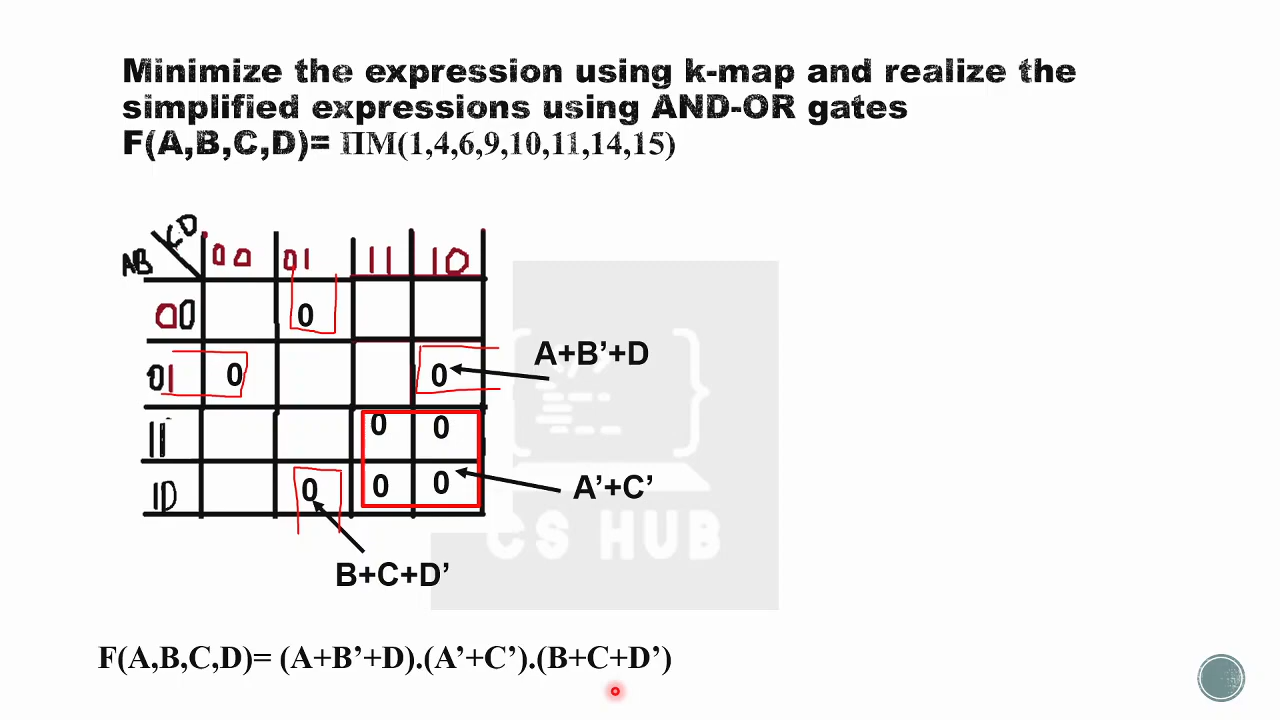 Minimize the expression using k-map and realize the
simplified expressions using AND-OR gates
F(A,B,C,D)= ΠM(1,4,6,9,10,11,14,15)
CD
AB
00 01 11 10
00 0
01 0 0
A+B’+D
11 0 0
10 0 0 0
A’+C’
CS HUB
B+C+D’
F(A,B,C,D)= (A+B’+D).(A’+C’).(B+C+D’)